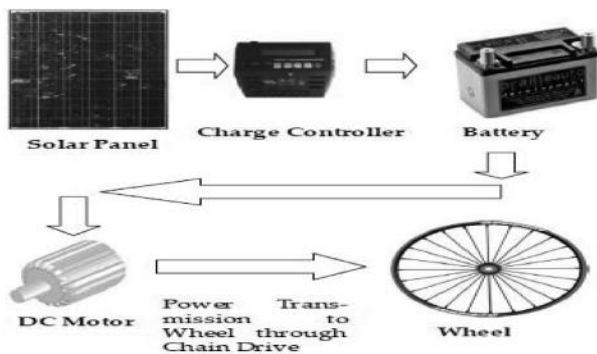 Solar Panel
Charge Controller
Battery
DC Motor
Power Trans-
mission to
Wheel through
Chain Drive
Wheel